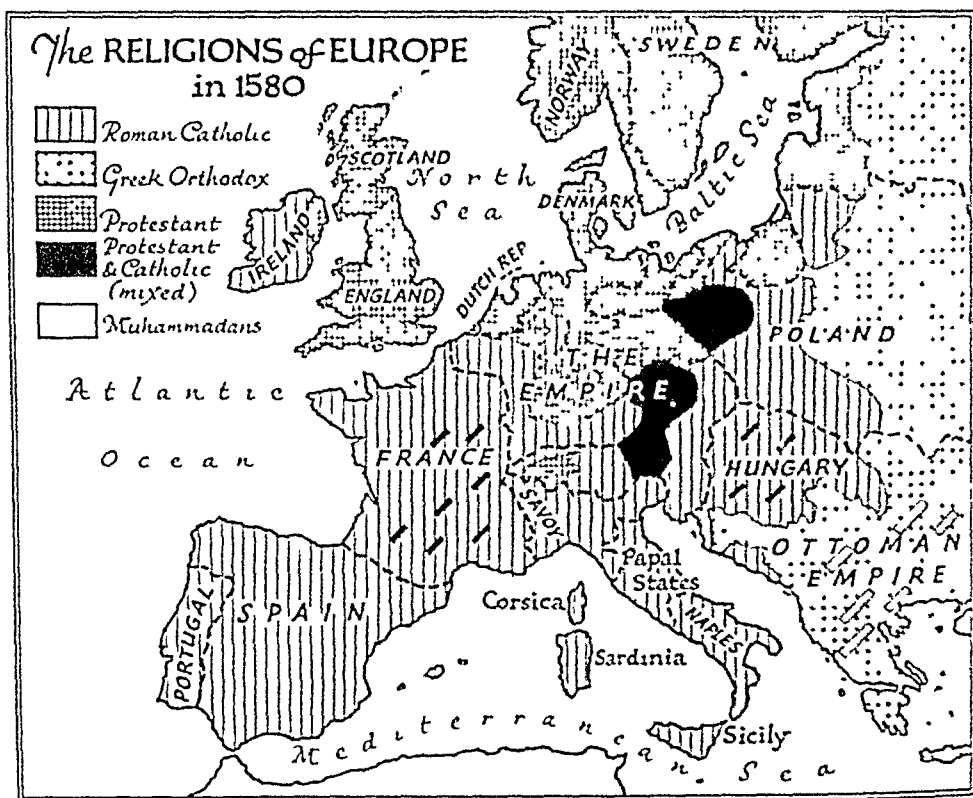 The RELIGIONS of EUROPE
in 1580
Roman Catholic
Greek Orthodox
Protestant
Protestant
& Catholic
(mixed)
Muhammadans
SWEDEN
NORWAY
SCOTLAND
North
Sea
DENMARK
Baltic Sea
IRELAND
ENGLAND
DUTCH REP
POLAND
THE
EMPIRE.
Atlantic
Ocean
FRANCE
HUNGARY
SAVOY
OTTOMAN
EMPIRE
Papal
States
Corsica
NAPLES
SPAIN
PORTUGAL
Sardinia
Sicily
Mediterranean Sea